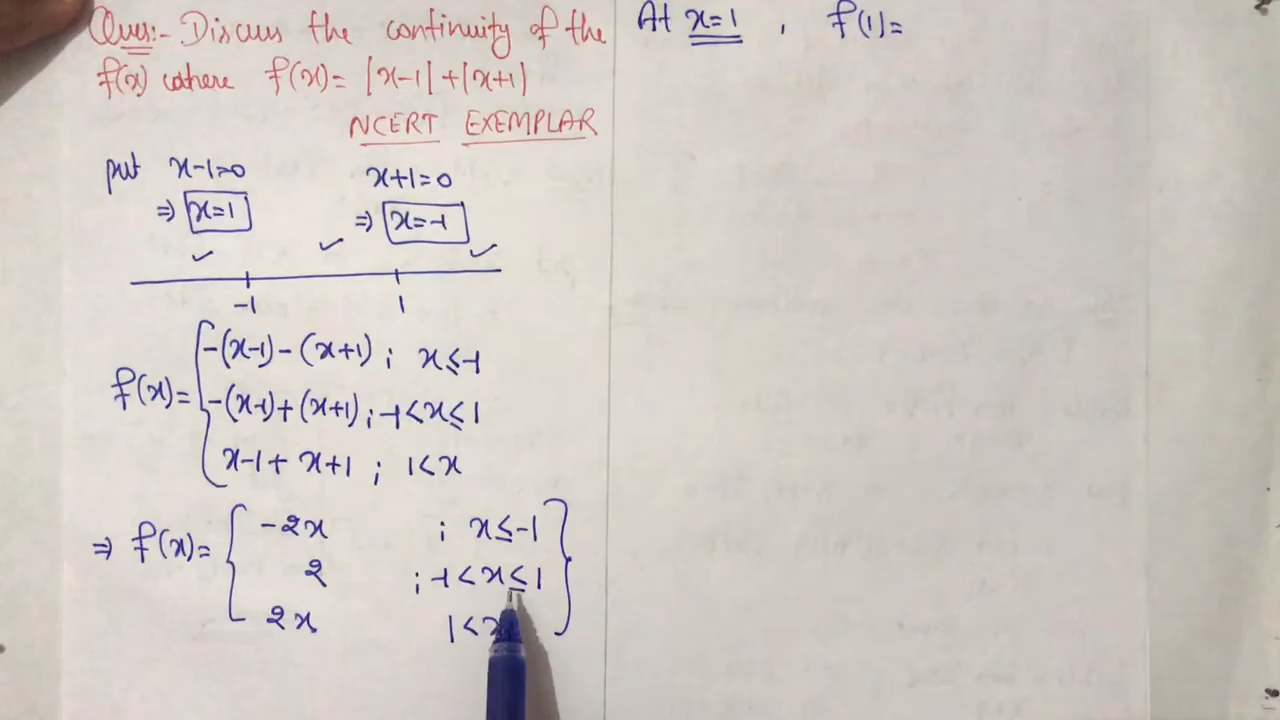 Ques:- Discuss the continuity of the
f(x) where f(x)= |x-1|+|x+1|
NCERT EXEMPLAR
put x-1=0 x+1=0
⇒ x=1 ⇒ x=-1
-1 1
f(x)= { -(x-1)-(x+1) ; x≤-1
-(x-1)+(x+1) ; -1<x≤1
x-1+x+1 ; 1<x
⇒ f(x)= { -2x ; x≤-1 }
2 ; -1<x≤1
2x 1<x
At x=1 , f(1)=